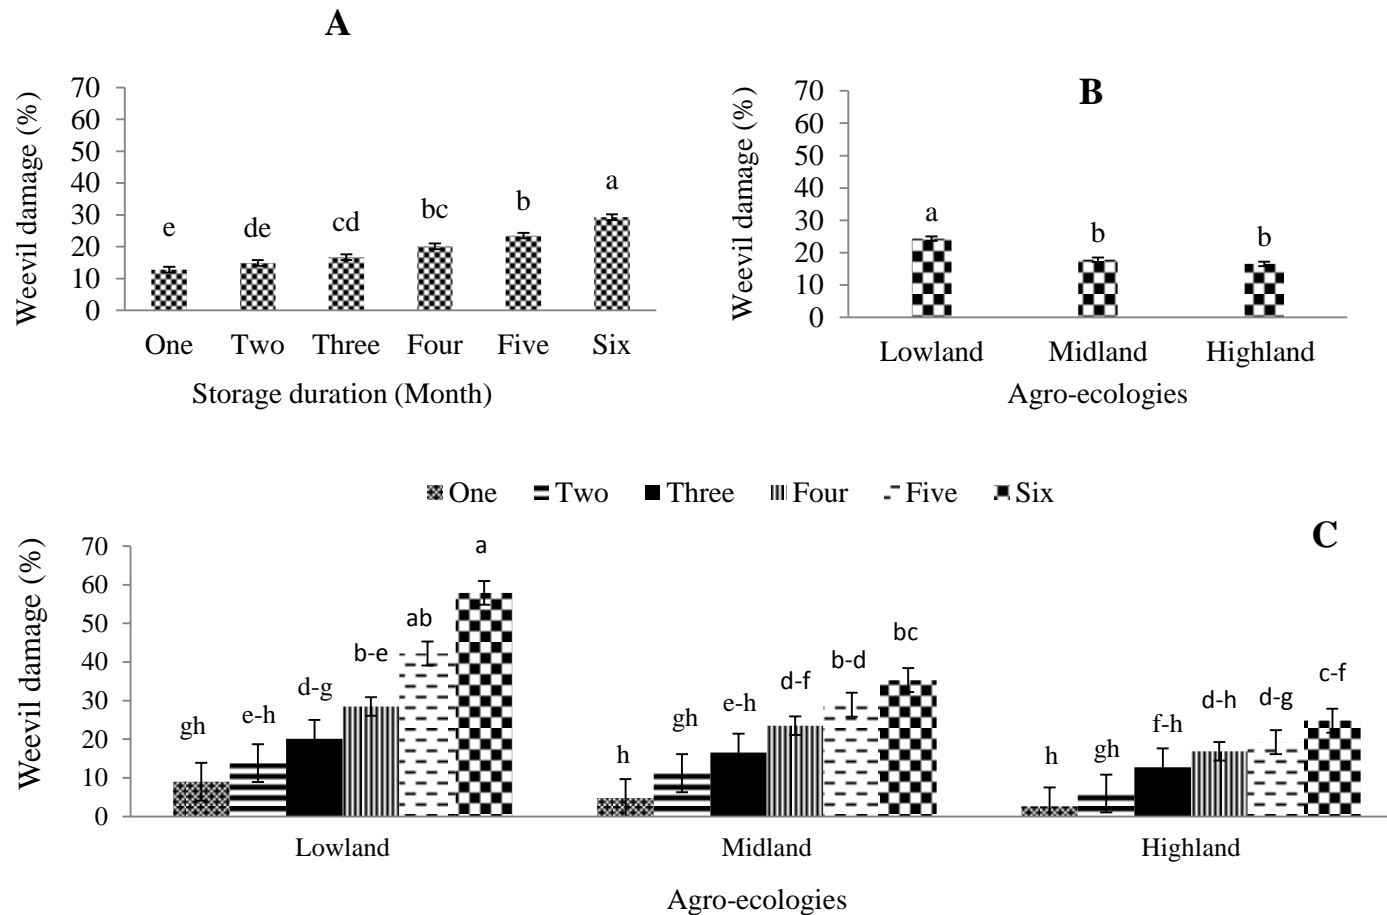 A
Weevil damage (%)
70
60
50
40
30
20
10
0
e
de
cd
bc
b
a
One Two Three Four Five Six
Storage duration (Month)
B
Weevil damage (%)
70
60
50
40
30
20
10
0
a
b
b
Lowland Midland Highland
Agro-ecologies
One Two Three Four Five Six
C
Weevil damage (%)
70
60
50
40
30
20
10
0
gh
e-h
d-g
b-e
ab
a
h
gh
e-h
d-f
b-d
bc
h
gh
f-h
d-h
d-g
c-f
Lowland Midland Highland
Agro-ecologies